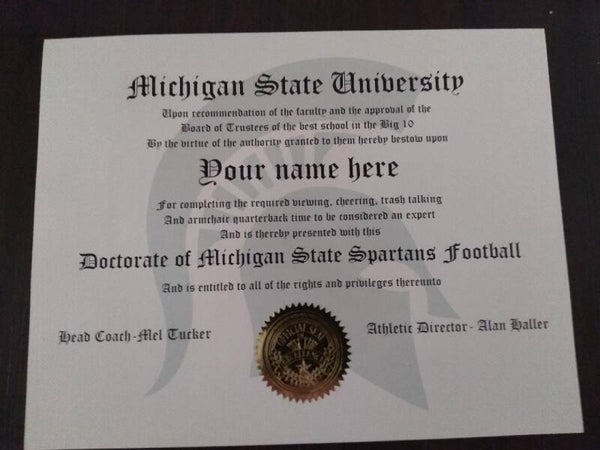 Michigan State University
Upon recommendation of the faculty and the approval of the
Board of Trustees of the best school in the Big 10
By the virtue of the authority granted to them hereby bestow upon
Your name here
For completing the required viewing, cheering, trash talking
And armchair quarterback time to be considered an expert
And is thereby presented with this
Doctorate of Michigan State Spartans Football
And is entitled to all of the rights and privileges thereunto
Head Coach-Mel Tucker
Athletic Director- Alan Haller